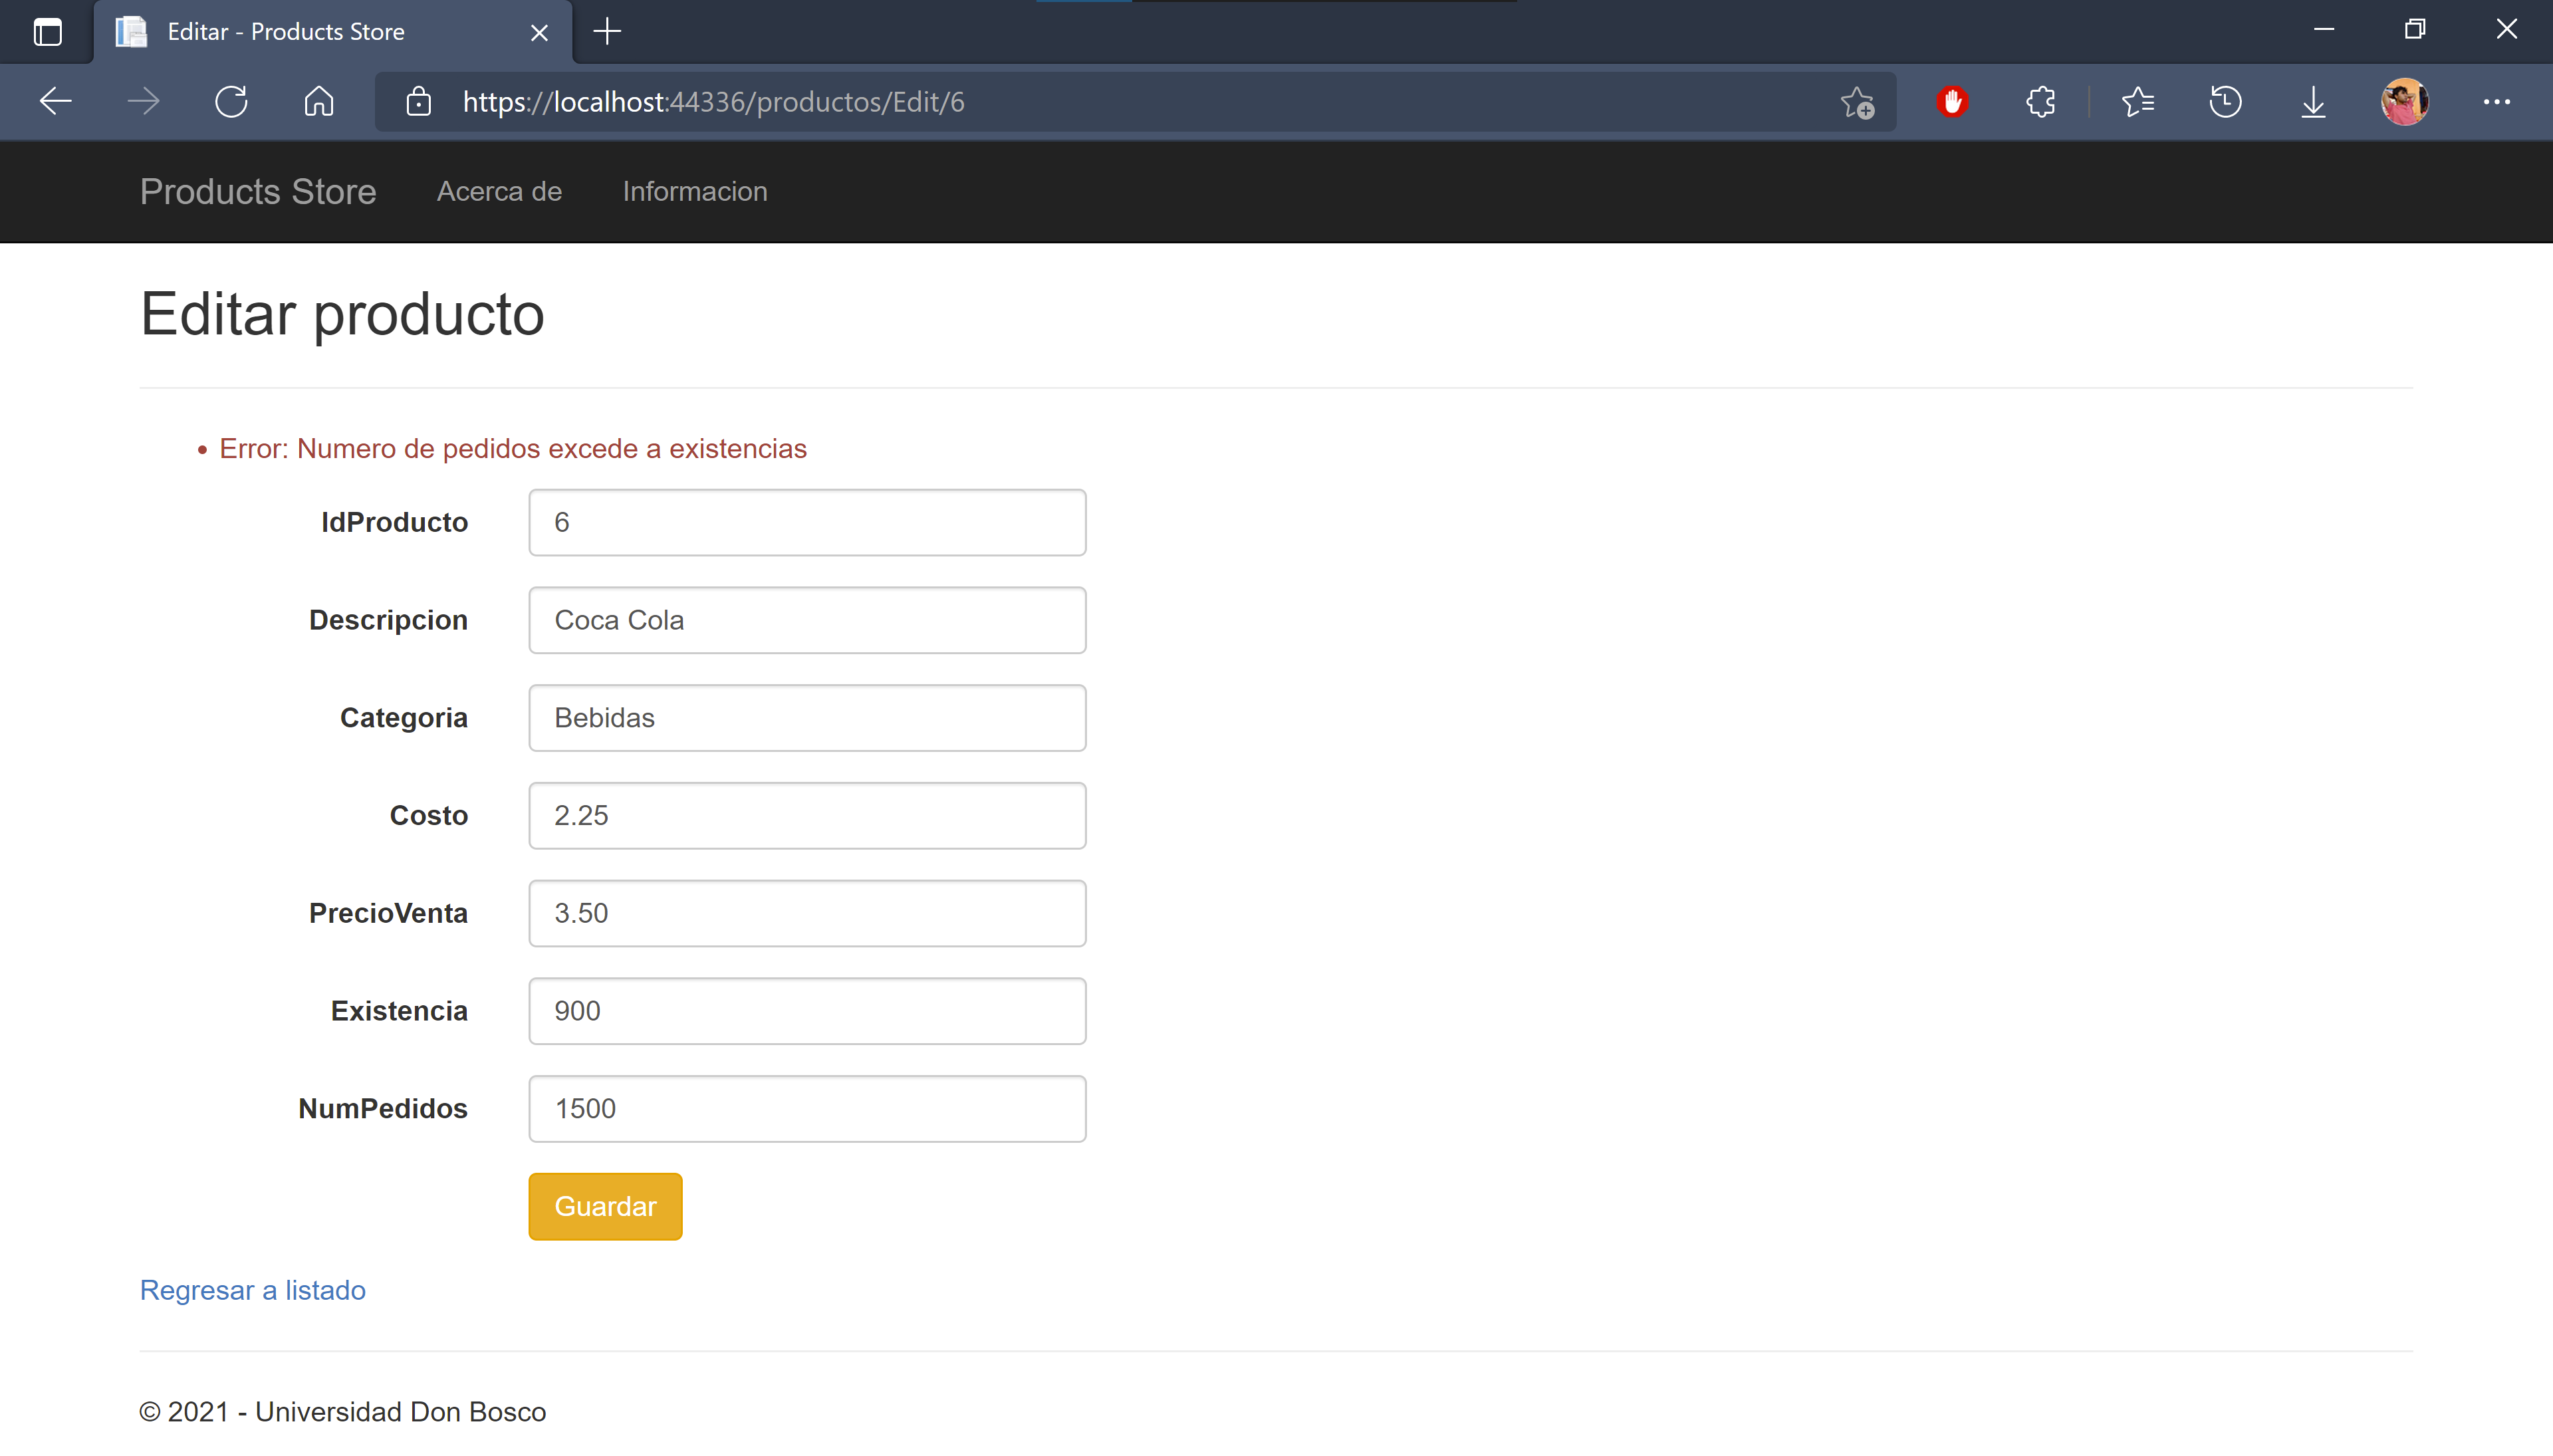 Editar - Products Store
https://localhost:44336/productos/Edit/6
Products Store Acerca de Informacion
Editar producto
• Error: Numero de pedidos excede a existencias
IdProducto 6
Descripcion Coca Cola
Categoria Bebidas
Costo 2.25
PrecioVenta 3.50
Existencia 900
NumPedidos 1500
Guardar
Regresar a listado
© 2021 - Universidad Don Bosco